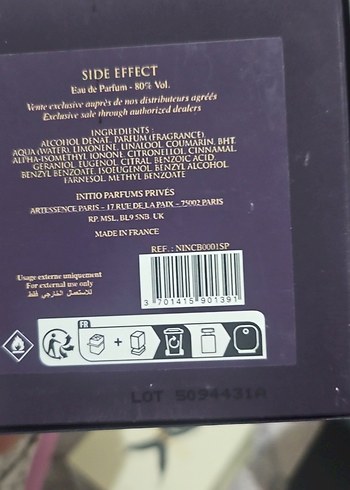 SIDE EFFECT
Eau de Parfum - 80% Vol.
Vente exclusive auprès de nos distributeurs agréés
Exclusive sale through authorized dealers
INGREDIENTS :
ALCOHOL DENAT, PARFUM (FRAGRANCE)
AQUA (WATER), LIMONENE, LINALOOL, COUMARIN, BHT,
ALPHA-ISOMETHYL IONONE, CITRONELLOL, CINNAMAL,
GERANIOL, EUGENOL, CITRAL, BENZOIC ACID,
BENZYL BENZOATE, ISOEUGENOL, BENZYL ALCOHOL,
FARNESOL, METHYL BENZOATE
INITIO PARFUMS PRIVÉS
ARTESSENCE PARIS – 17 RUE DE LA PAIX – 75002 PARIS
RP. MSL, BL9 5NB. UK
MADE IN FRANCE
REF. : NINCB0001SP
Usage externe uniquement
For external use only
للاستعمال الخارجي فقط
3 701415 901391
FR
LOT 5094431A